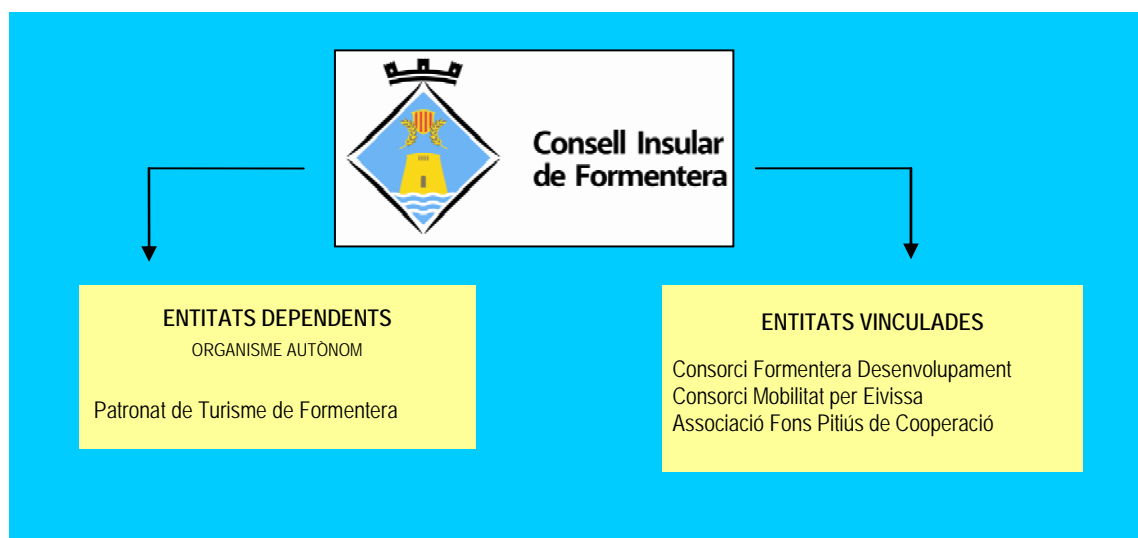 Consell Insular
de Formentera
ENTITATS DEPENDENTS
ORGANISME AUTÒNOM
Patronat de Turisme de Formentera
ENTITATS VINCULADES
Consorci Formentera Desenvolupament
Consorci Mobilitat per Eivissa
Associació Fons Pitiús de Cooperació